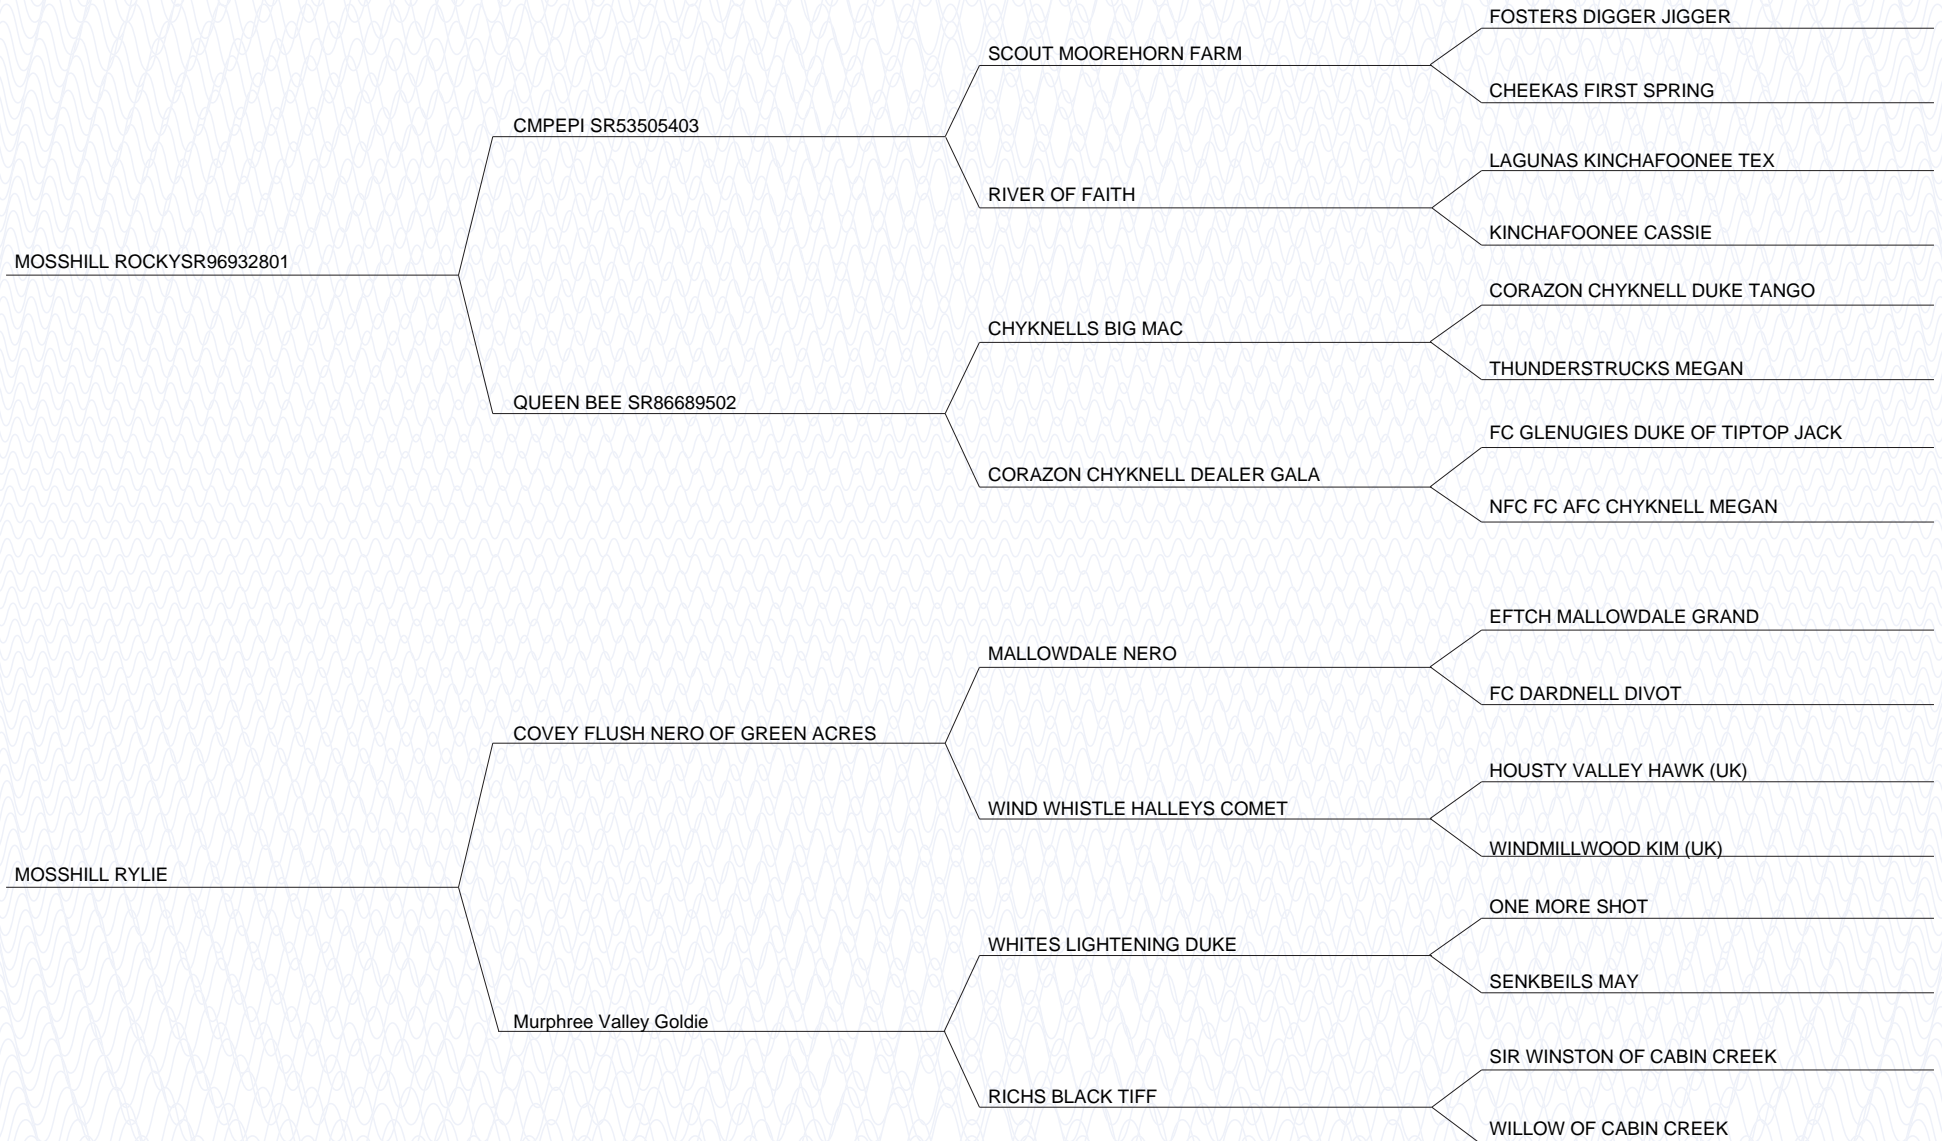 FOSTERS DIGGER JIGGER
SCOUT MOOREHORN FARM
CHEEKAS FIRST SPRING
CMPEPI SR53505403
LAGUNAS KINCHAFOONEE TEX
RIVER OF FAITH
KINCHAFOONEE CASSIE
MOSSHILL ROCKYSR96932801
CORAZON CHYKNELL DUKE TANGO
CHYKNELLS BIG MAC
THUNDERSTRUCKS MEGAN
QUEEN BEE SR86689502
FC GLENUGIES DUKE OF TIPTOP JACK
CORAZON CHYKNELL DEALER GALA
NFC FC AFC CHYKNELL MEGAN
EFTCH MALLOWDALE GRAND
MALLOWDALE NERO
FC DARDNELL DIVOT
COVEY FLUSH NERO OF GREEN ACRES
HOUSTY VALLEY HAWK (UK)
WIND WHISTLE HALLEYS COMET
WINDMILLWOOD KIM (UK)
MOSSHILL RYLIE
ONE MORE SHOT
WHITES LIGHTENING DUKE
SENKBEILS MAY
Murphree Valley Goldie
SIR WINSTON OF CABIN CREEK
RICHS BLACK TIFF
WILLOW OF CABIN CREEK